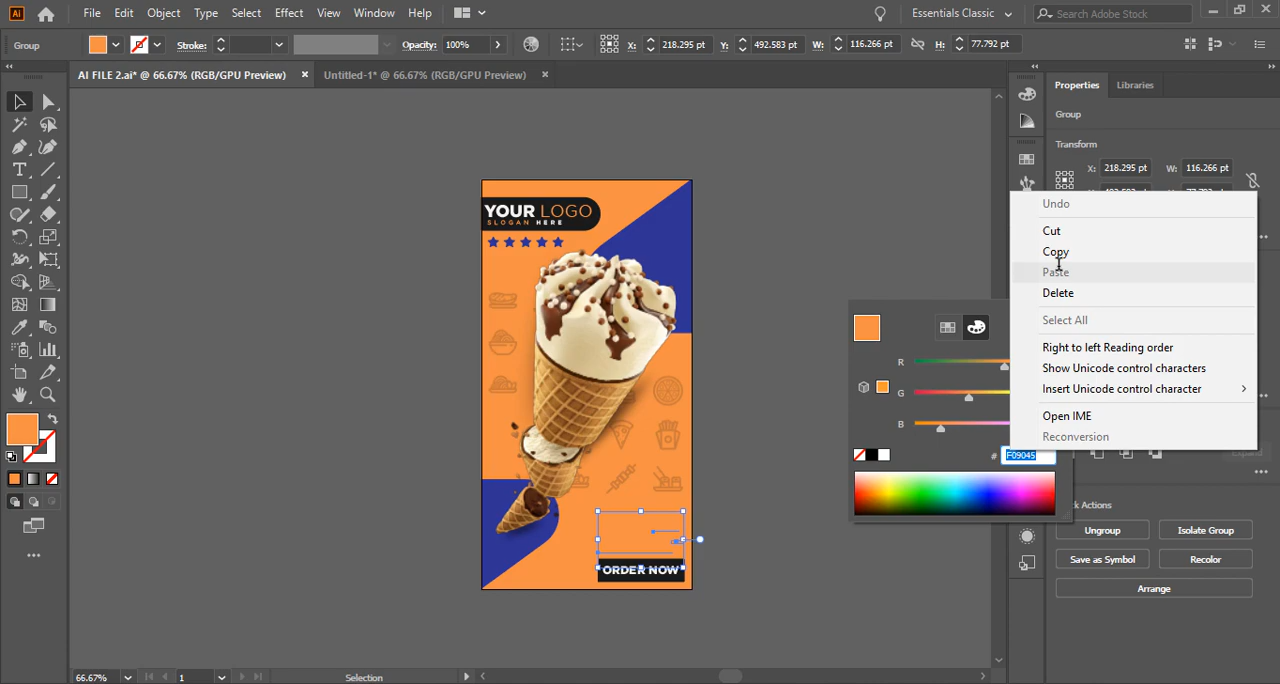 Ai File Edit Object Type Select Effect View Window Help Essentials Classic Search Adobe Stock
Group Stroke: Opacity: 100% X: 218.295 pt Y: 492.583 pt W: 116.266 pt H: 77.792 pt
AI FILE 2.ai* @ 66.67% (RGB/GPU Preview) × Untitled-1* @ 66.67% (RGB/GPU Preview) ×
Properties Libraries
Group
Transform
X: 218.295 pt W: 116.266 pt
Undo
Cut
Copy
Paste
Delete
Select All
Right to left Reading order
Show Unicode control characters
Insert Unicode control character
Open IME
Reconversion
YOUR LOGO
SLOGAN HERE
ORDER NOW
R
G
B
# F09045
Actions
Ungroup Isolate Group
Save as Symbol Recolor
Arrange
66.67% 1 Selection